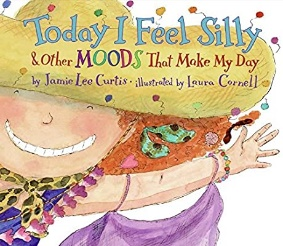 Today I Feel Silly
& Other MOODS That Make My Day
by Jamie Lee Curtis · illustrated by Laura Cornell